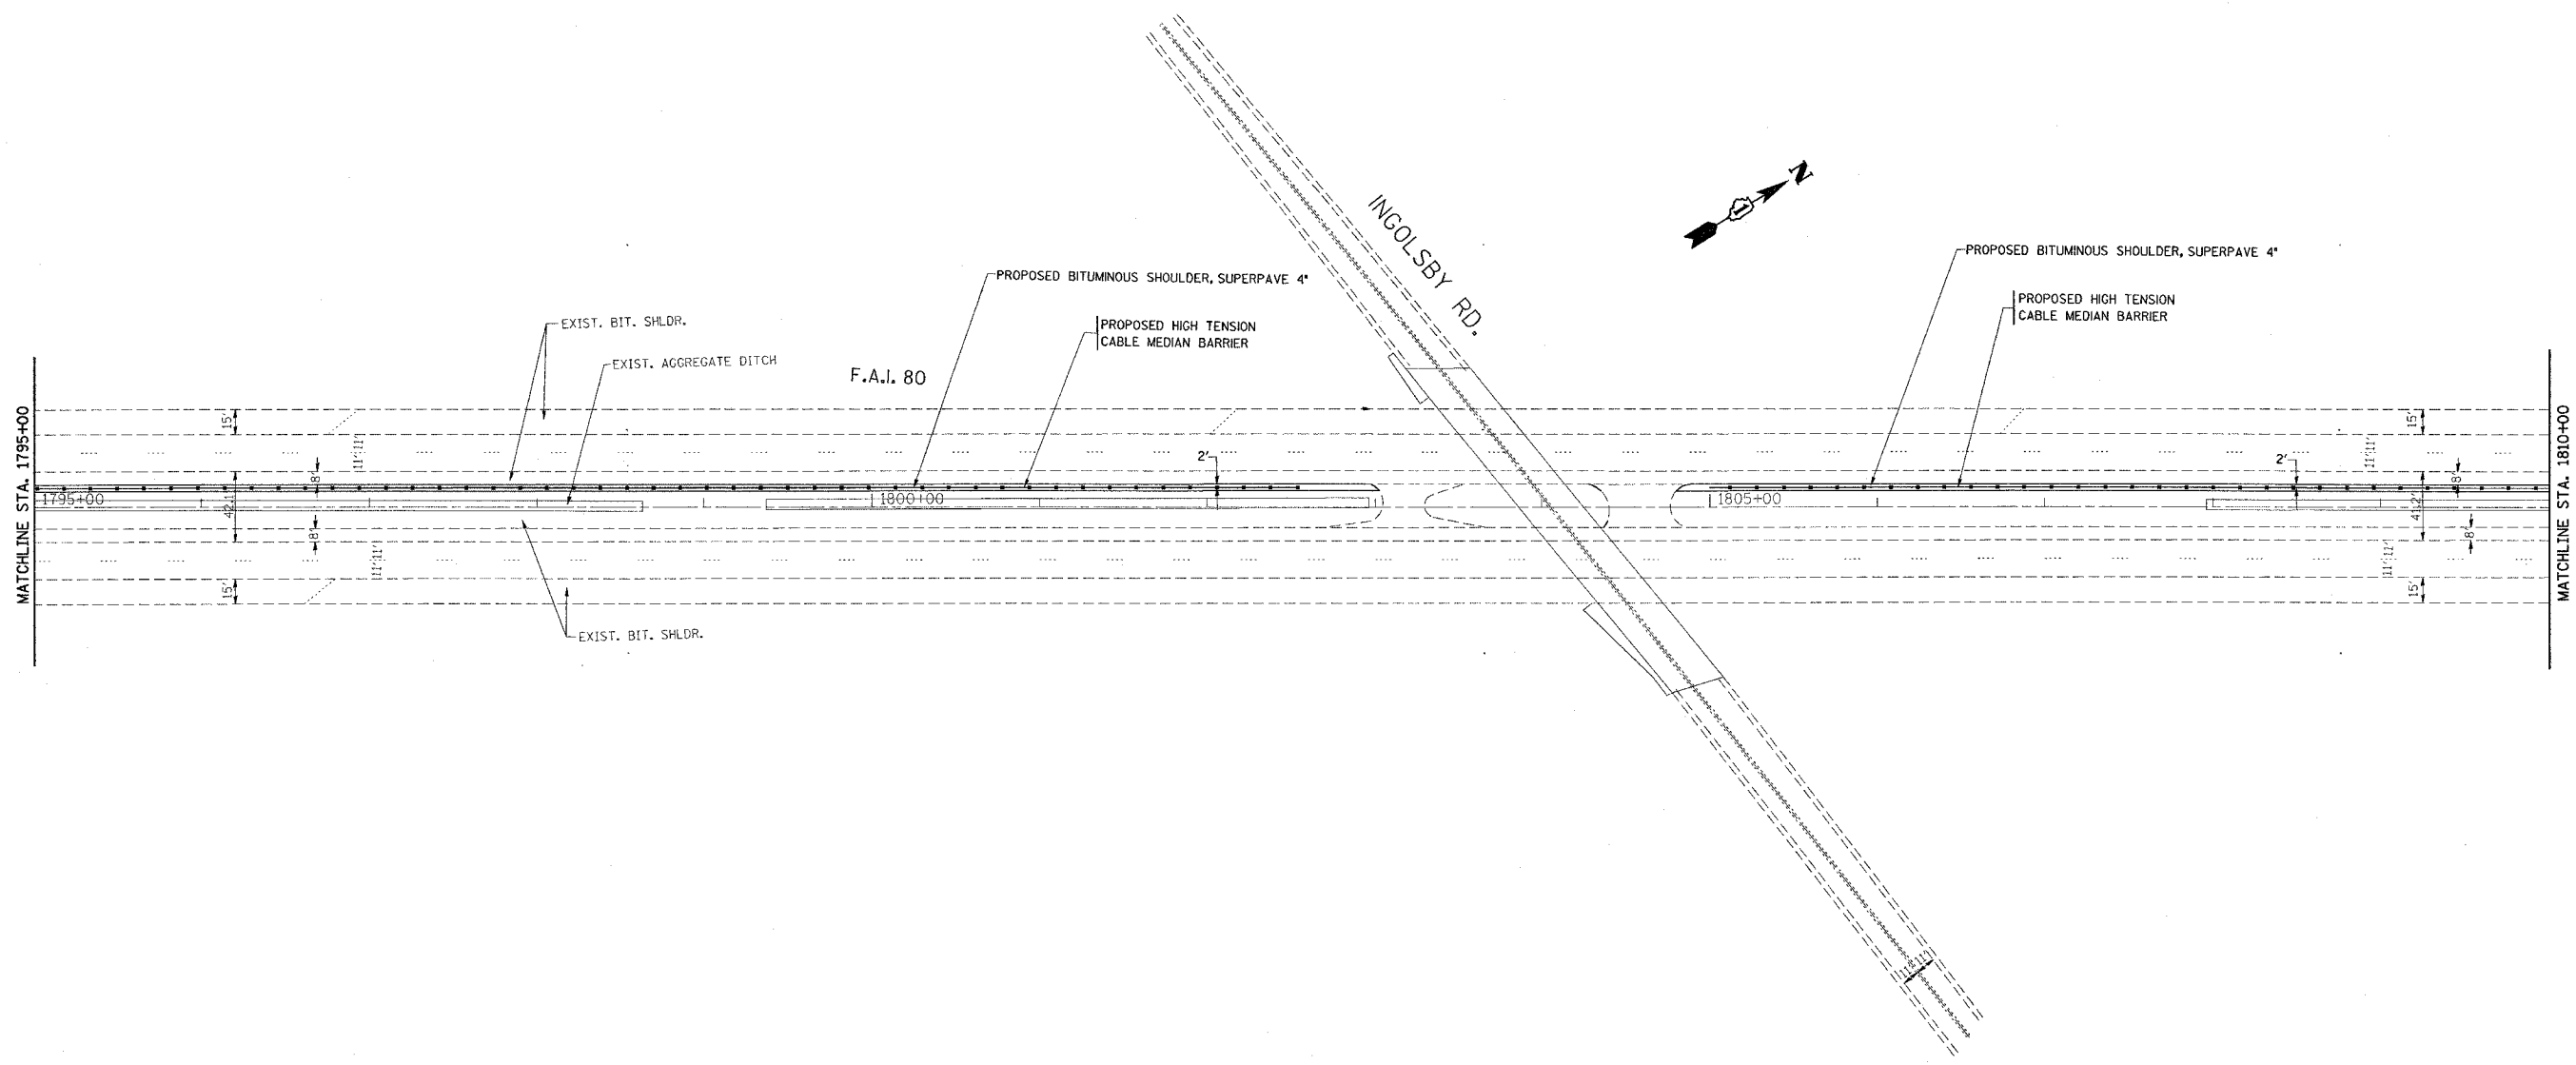 N
INGOLSBY RD.
PROPOSED BITUMINOUS SHOULDER, SUPERPAVE 4"
PROPOSED BITUMINOUS SHOULDER, SUPERPAVE 4"
PROPOSED HIGH TENSION
CABLE MEDIAN BARRIER
PROPOSED HIGH TENSION
CABLE MEDIAN BARRIER
EXIST. BIT. SHLDR.
EXIST. AGGREGATE DITCH
F.A.I. 80
MATCHLINE STA. 1795+00
MATCHLINE STA. 1810+00
15'
15'
11'
11'
11'
11'
2'
2'
8'
8'
1795+00
1800+00
1805+00
41.2'
8'
8'
11'
11'
11'
11'
15'
15'
EXIST. BIT. SHLDR.